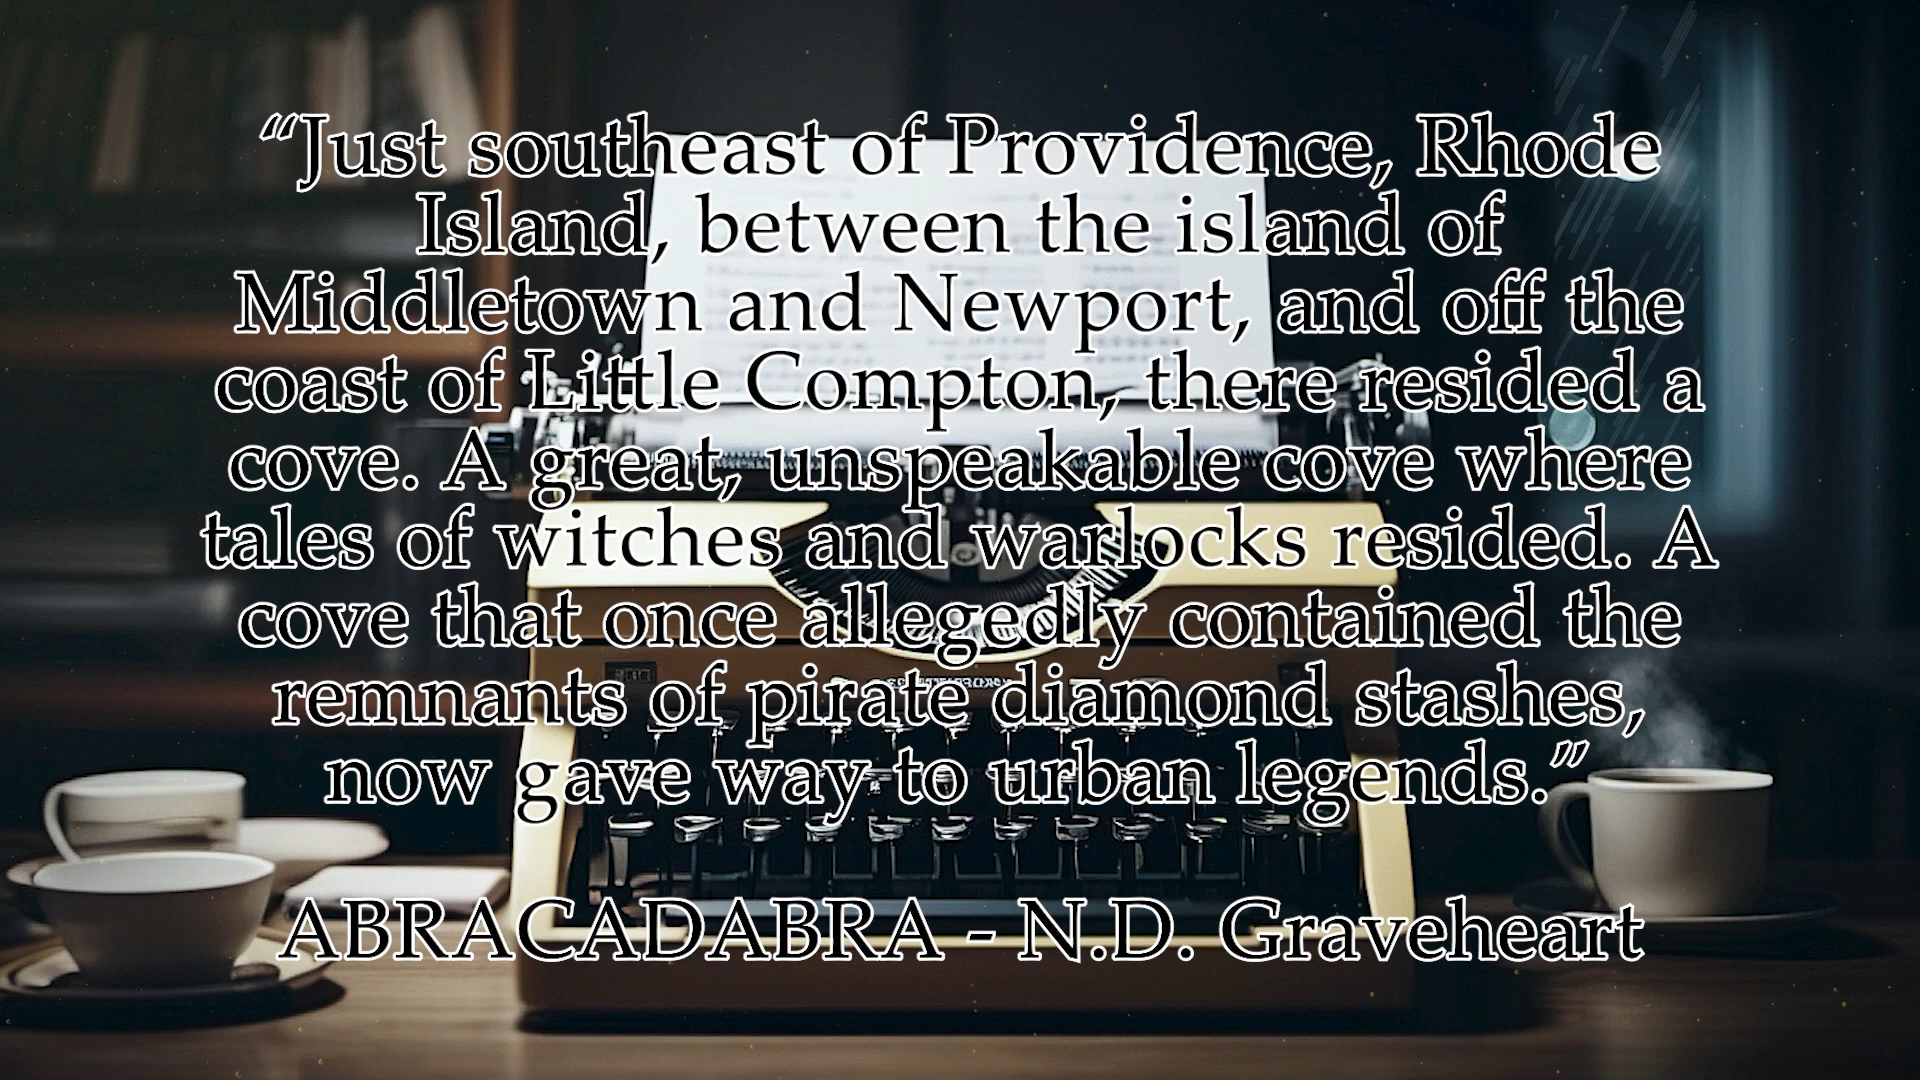 “Just southeast of Providence, Rhode
Island, between the island of
Middletown and Newport, and off the
coast of Little Compton, there resided a
cove. A great, unspeakable cove where
tales of witches and warlocks resided. A
cove that once allegedly contained the
remnants of pirate diamond stashes,
now gave way to urban legends.”
ABRACADABRA - N.D. Graveheart